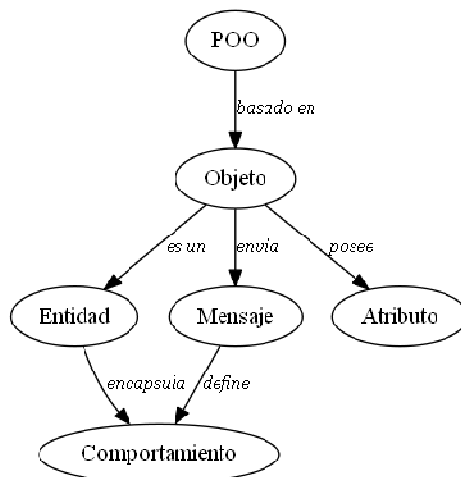 POO
basado en
Objeto
es un
envía
posee
Entidad
Mensaje
Atributo
encapsula
define
Comportamiento